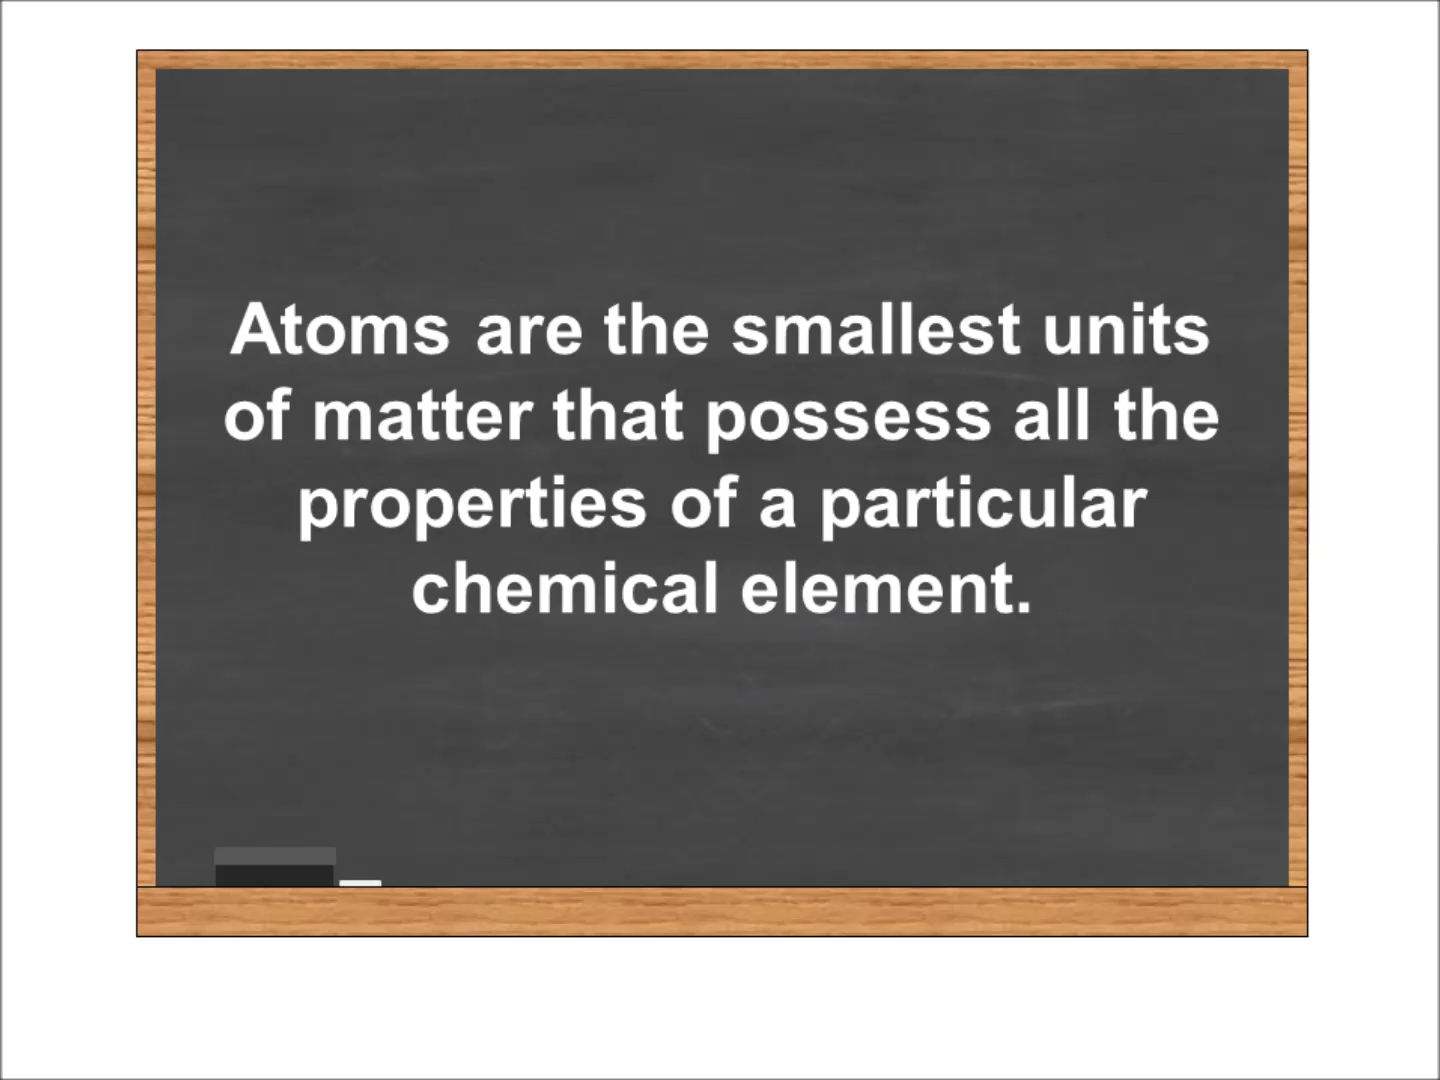 Atoms are the smallest units
of matter that possess all the
properties of a particular
chemical element.